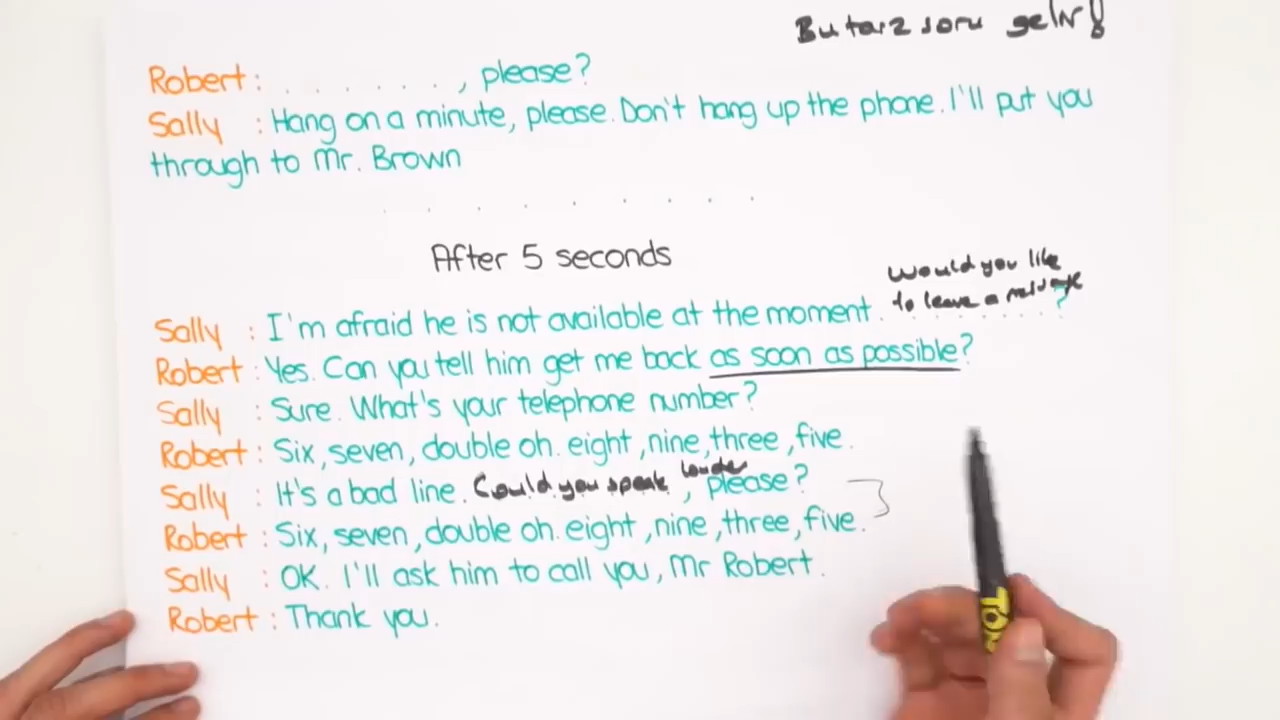 Bu tarz soru gelir!
Robert: . . . . . . . , please?
Sally : Hang on a minute, please. Don't hang up the phone. I'll put you
through to Mr. Brown
. . . . . . . . .
After 5 seconds
Would you like
to leave a message
Sally : I'm afraid he is not available at the moment. . . . . . . . . ?
Robert: Yes. Can you tell him get me back as soon as possible?
Sally : Sure. What's your telephone number?
Robert: Six, seven, double oh. eight, nine, three, five.
Sally : It's a bad line. Could you speak louder, please?
Robert: Six, seven, double oh. eight, nine, three, five.
Sally : OK. I'll ask him to call you, Mr Robert.
Robert: Thank you.